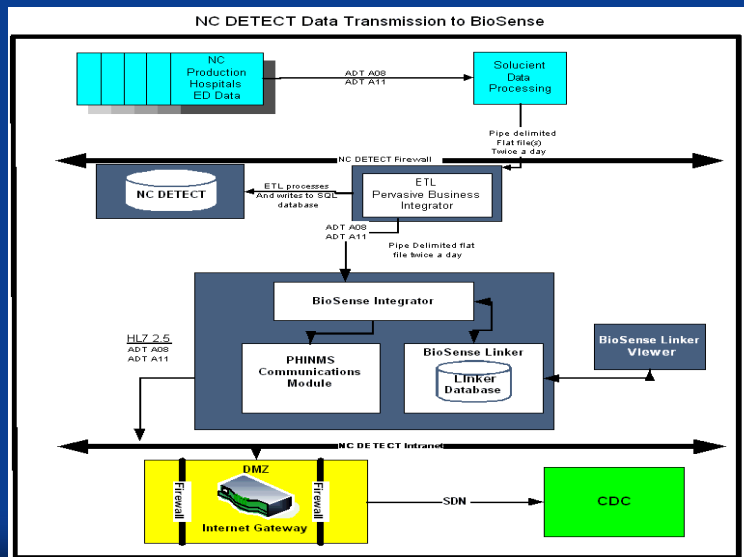 NC DETECT Data Transmission to BioSense
NC
Production
Hospitals
ED Data
ADT A08
ADT A11
Solucient
Data
Processing
Pipe delimited
Flat file(s)
Twice a day
NC DETECT Firewall
NC DETECT
ETL processes
And writes to SQL
database
ETL
Pervasive Business
Integrator
ADT A08
ADT A11
Pipe Delimited flat
file twice a day
BioSense Integrator
HL7 2.5
ADT A08
ADT A11
PHINMS
Communications
Module
BioSense Linker
Linker
Database
BioSense Linker
Viewer
NC DETECT Intranet
DMZ
Firewall
Firewall
Internet Gateway
SDN
CDC